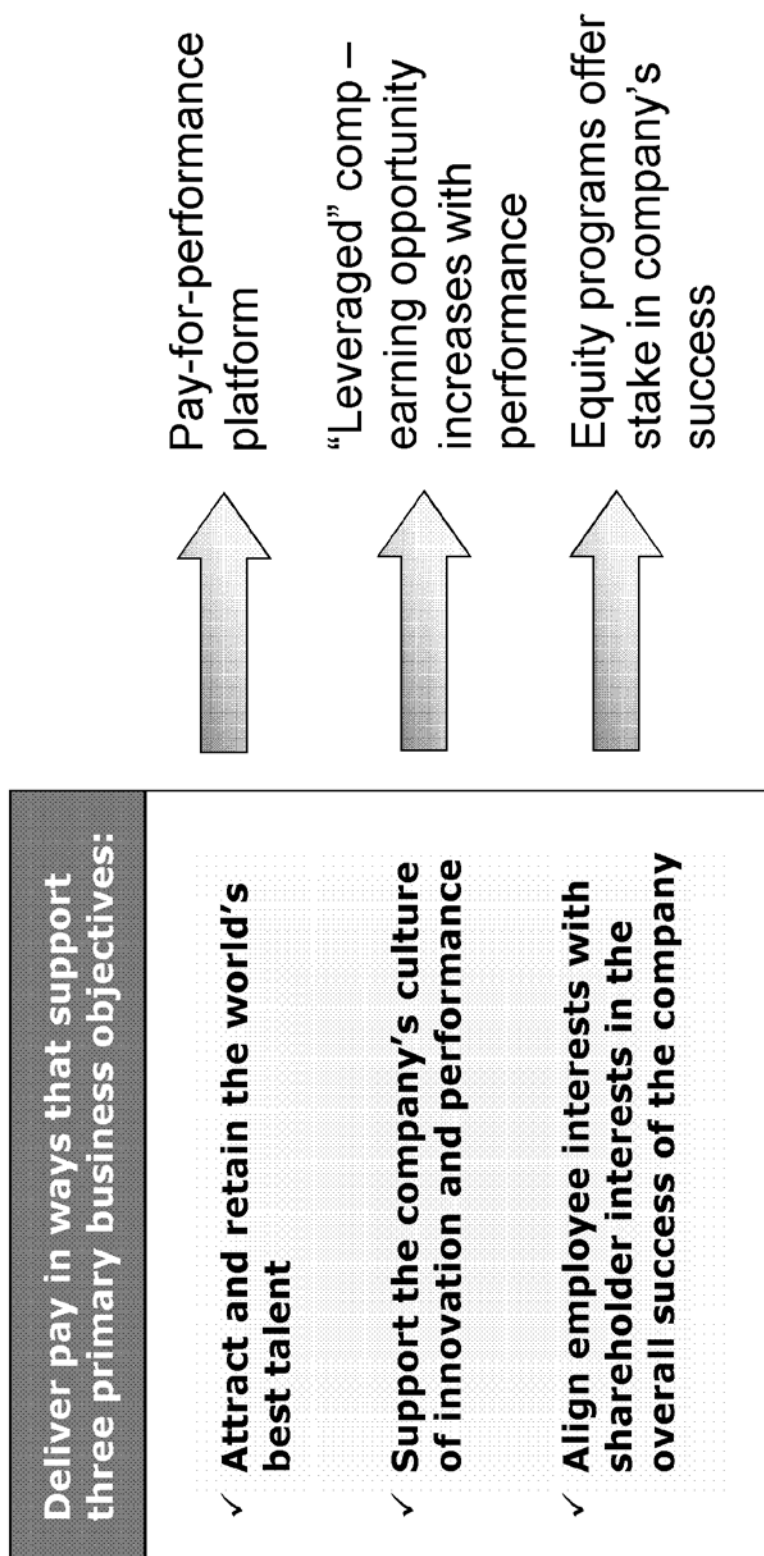 Deliver pay in ways that support
three primary business objectives:
✓ Attract and retain the world's
best talent
Pay-for-performance
platform
✓ Support the company's culture
of innovation and performance
“Leveraged” comp –
earning opportunity
increases with
performance
✓ Align employee interests with
shareholder interests in the
overall success of the company
Equity programs offer
stake in company's
success